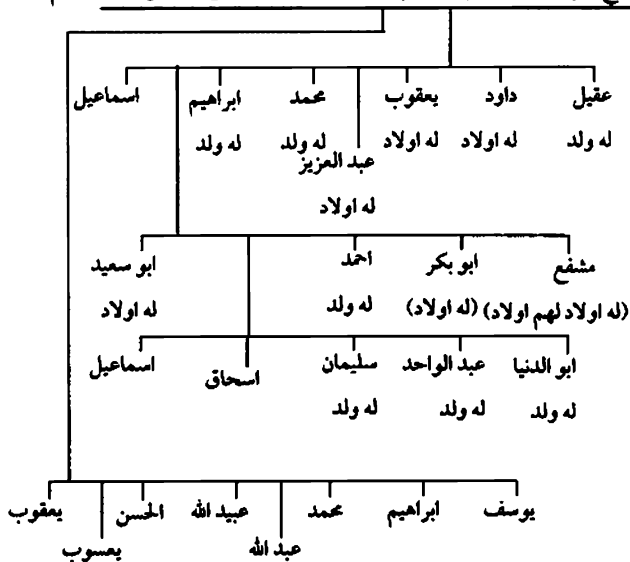 عقيل داود يعقوب محمد ابراهيم اسماعيل
له ولد له اولاد له اولاد له ولد له ولد
عبد العزيز
له اولاد
مشفع ابو بكر احمد ابو سعيد
(له اولاد لهم اولاد) (له اولاد) له ولد له اولاد
ابو الدنيا عبد الواحد سليمان اسحاق اسماعيل
له ولد له ولد له ولد
يوسف ابراهيم محمد عبيد الله الحسن يعقوب
عبد الله يعسوب